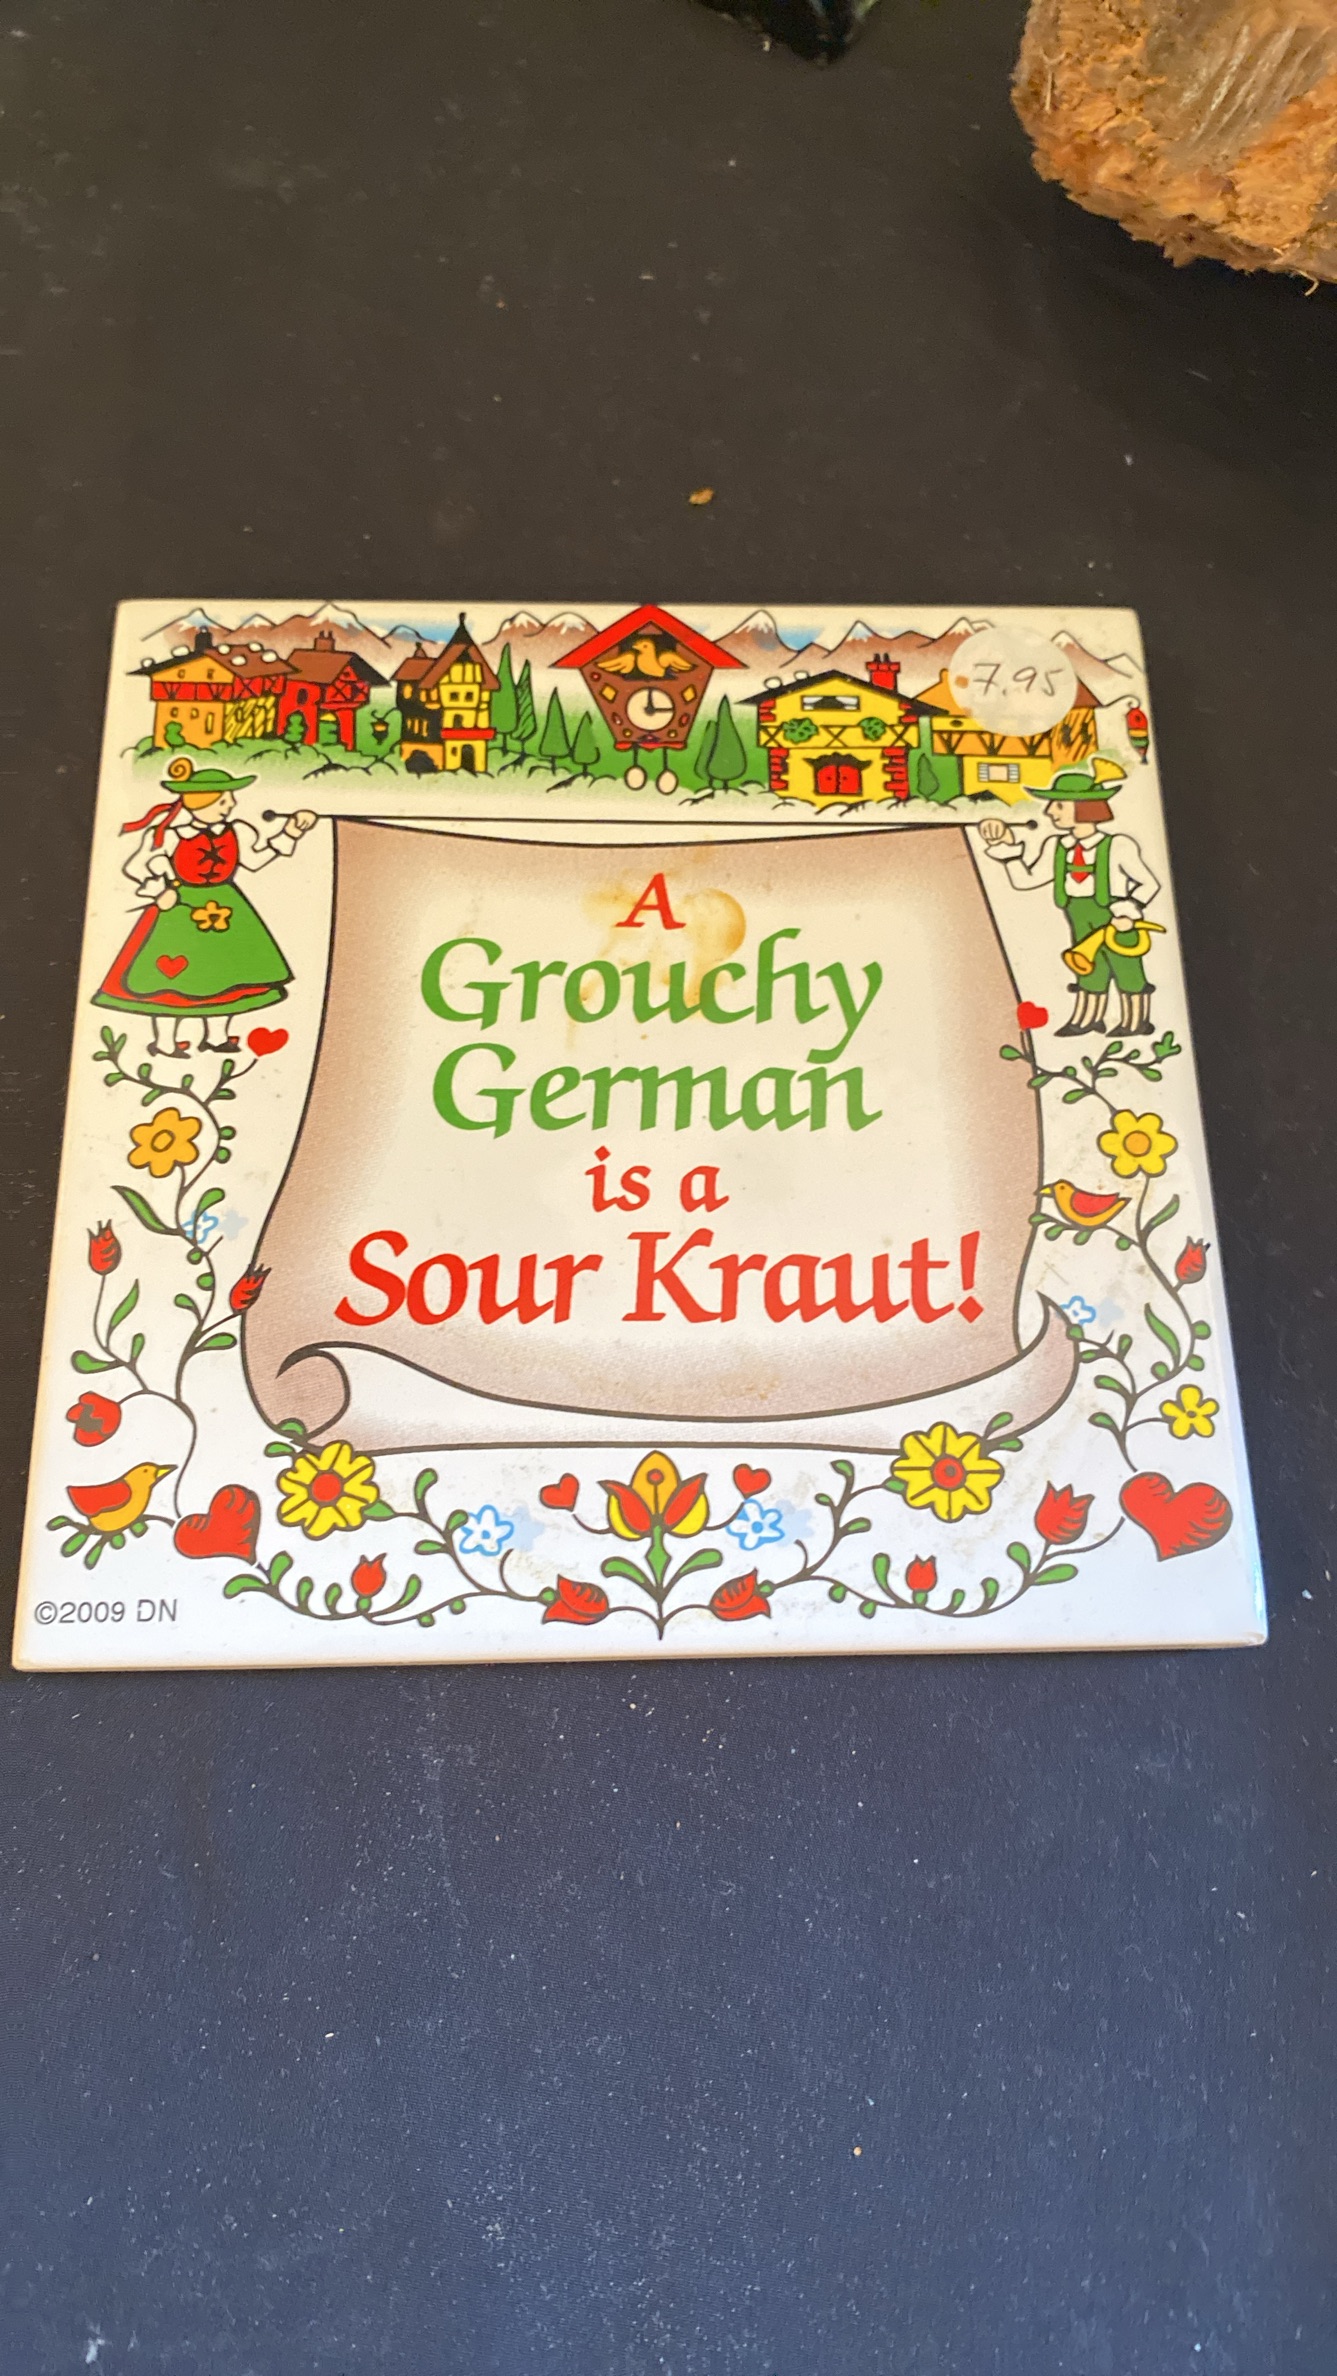 7.95
A
Grouchy
German
is a
Sour Kraut!
©2009 DN